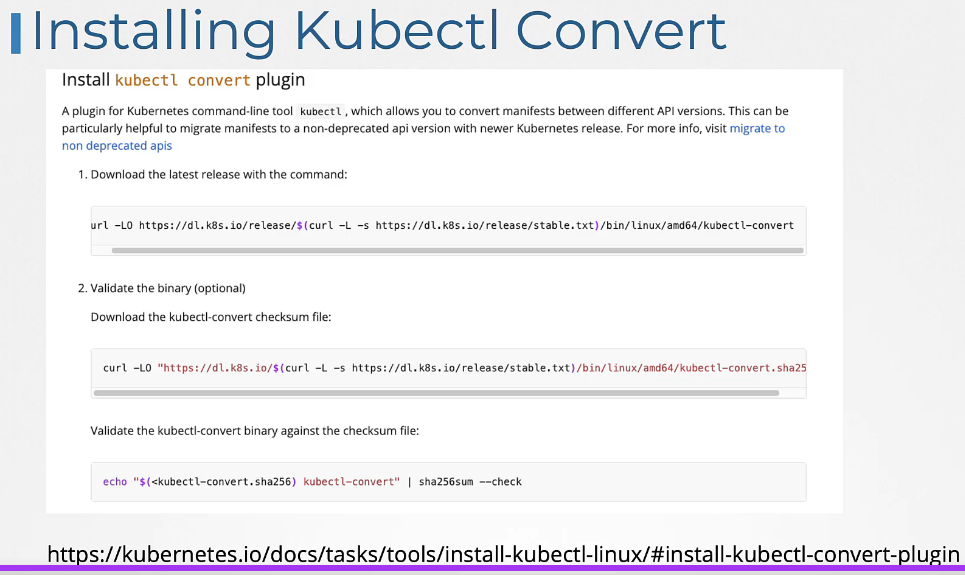 Installing Kubectl Convert
Install kubectl convert plugin
A plugin for Kubernetes command-line tool kubectl, which allows you to convert manifests between different API versions. This can be
particularly helpful to migrate manifests to a non-deprecated api version with newer Kubernetes release. For more info, visit migrate to
non deprecated apis
1. Download the latest release with the command:
url -LO https://dl.k8s.io/release/$(curl -L -s https://dl.k8s.io/release/stable.txt)/bin/linux/amd64/kubectl-convert
2. Validate the binary (optional)
Download the kubectl-convert checksum file:
curl -LO "https://dl.k8s.io/$(curl -L -s https://dl.k8s.io/release/stable.txt)/bin/linux/amd64/kubectl-convert.sha25
Validate the kubectl-convert binary against the checksum file:
echo "$(<kubectl-convert.sha256) kubectl-convert" | sha256sum --check
https://kubernetes.io/docs/tasks/tools/install-kubectl-linux/#install-kubectl-convert-plugin